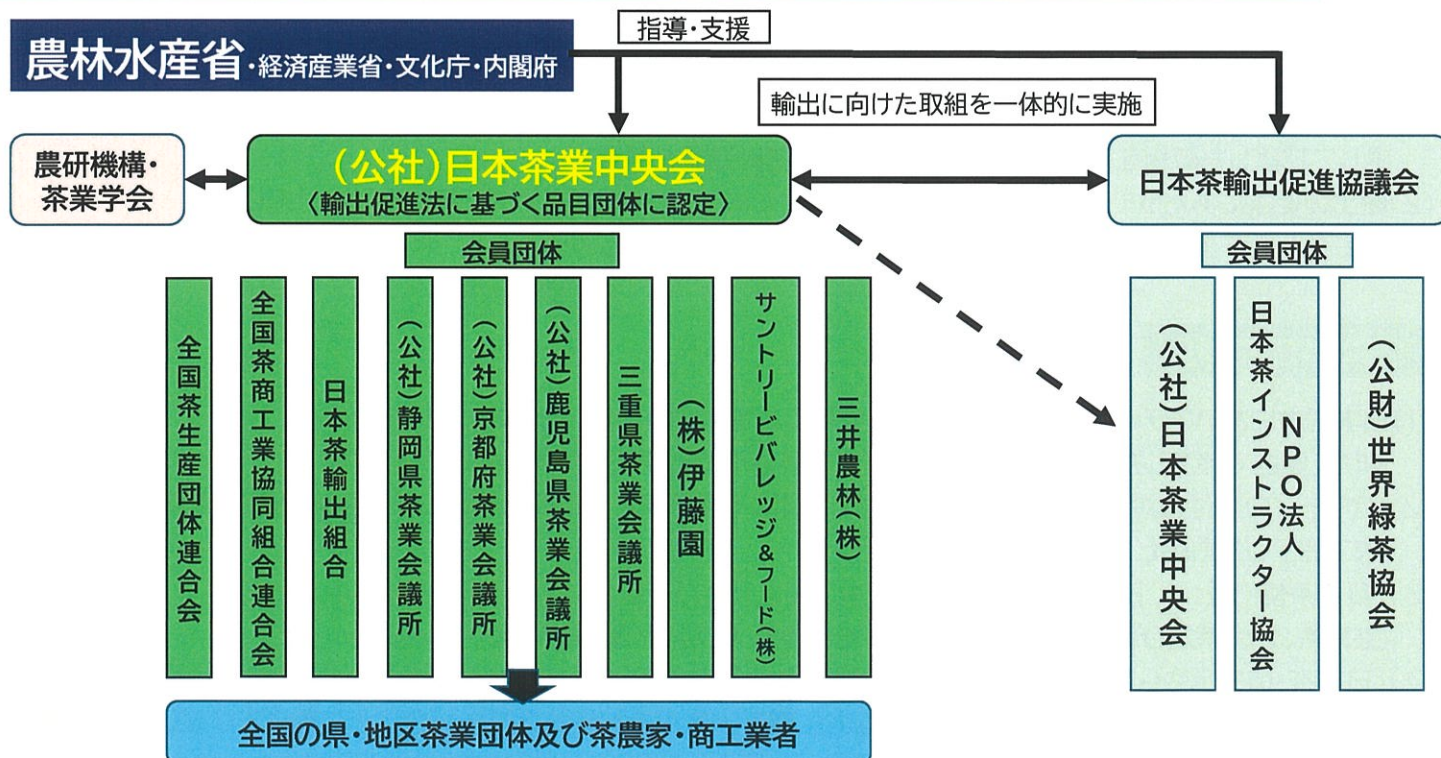 指導・支援
農林水産省・経済産業省・文化庁・内閣府
輸出に向けた取組を一体的に実施
農研機構・
茶業学会
(公社)日本茶業中央会
〈輸出促進法に基づく品目団体に認定〉
日本茶輸出促進協議会
会員団体
全国茶生産団体連合会
全国茶商工業協同組合連合会
日本茶輸出組合
(公社)静岡県茶業会議所
(公社)京都府茶業会議所
(公社)鹿児島県茶業会議所
三重県茶業会議所
(株)伊藤園
サントリービバレッジ&フード(株)
三井農林(株)
会員団体
(公社)日本茶業中央会
NPO法人
日本茶インストラクター協会
(公財)世界緑茶協会
全国の県・地区茶業団体及び茶農家・商工業者